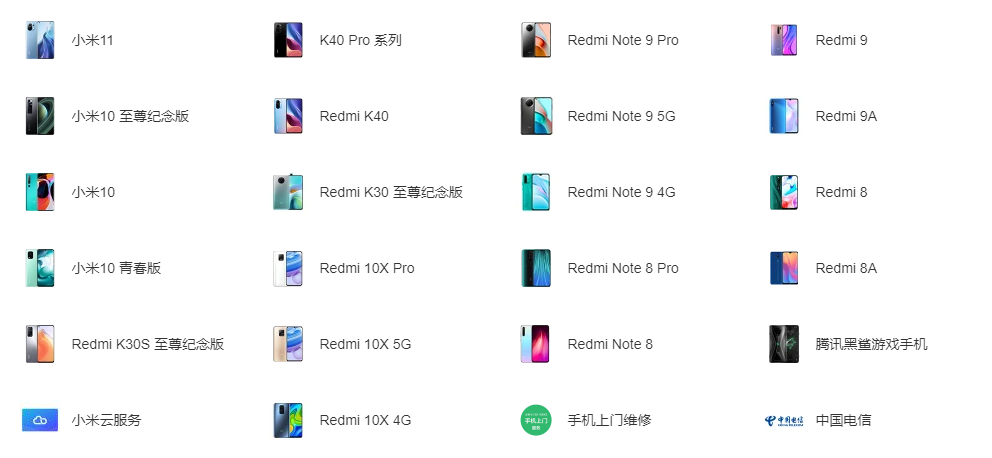 小米11
小米10 至尊纪念版
小米10
小米10 青春版
Redmi K30S 至尊纪念版
小米云服务
K40 Pro 系列
Redmi K40
Redmi K30 至尊纪念版
Redmi 10X Pro
Redmi 10X 5G
Redmi 10X 4G
Redmi Note 9 Pro
Redmi Note 9 5G
Redmi Note 9 4G
Redmi Note 8 Pro
Redmi Note 8
手机上门
服务
手机上门维修
Redmi 9
Redmi 9A
Redmi 8
Redmi 8A
腾讯黑鲨游戏手机
中国电信
中国电信